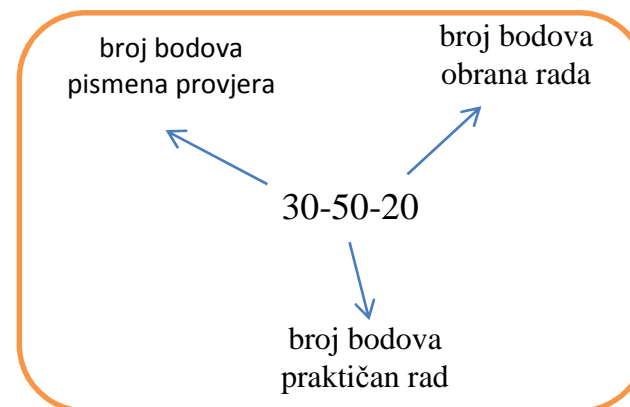 broj bodova
pismena provjera
broj bodova
obrana rada
30-50-20
broj bodova
praktičan rad